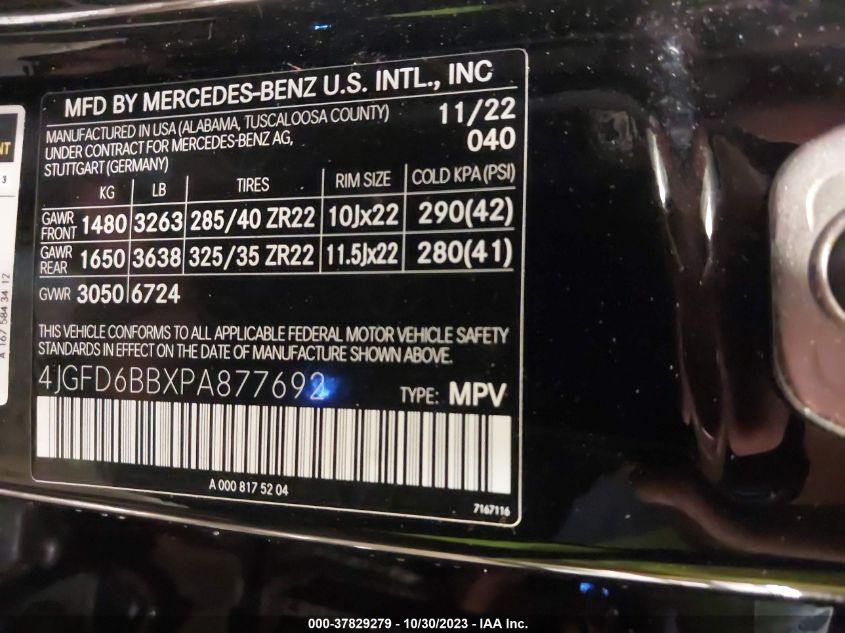 MFD BY MERCEDES-BENZ U.S. INTL., INC
MANUFACTURED IN USA (ALABAMA, TUSCALOOSA COUNTY) 11/22
UNDER CONTRACT FOR MERCEDES-BENZ AG, 040
STUTTGART (GERMANY)
KG LB TIRES RIM SIZE COLD KPA (PSI)
GAWR FRONT 1480 3263 285/40 ZR22 10Jx22 290(42)
GAWR REAR 1650 3638 325/35 ZR22 11.5Jx22 280(41)
GVWR 3050 6724
THIS VEHICLE CONFORMS TO ALL APPLICABLE FEDERAL MOTOR VEHICLE SAFETY
STANDARDS IN EFFECT ON THE DATE OF MANUFACTURE SHOWN ABOVE.
4JGFD6BBXPA877692 TYPE: MPV
A 000 817 52 04
7167116
NT
3
A 167 584 34 12
000-37829279 - 10/30/2023 - IAA Inc.